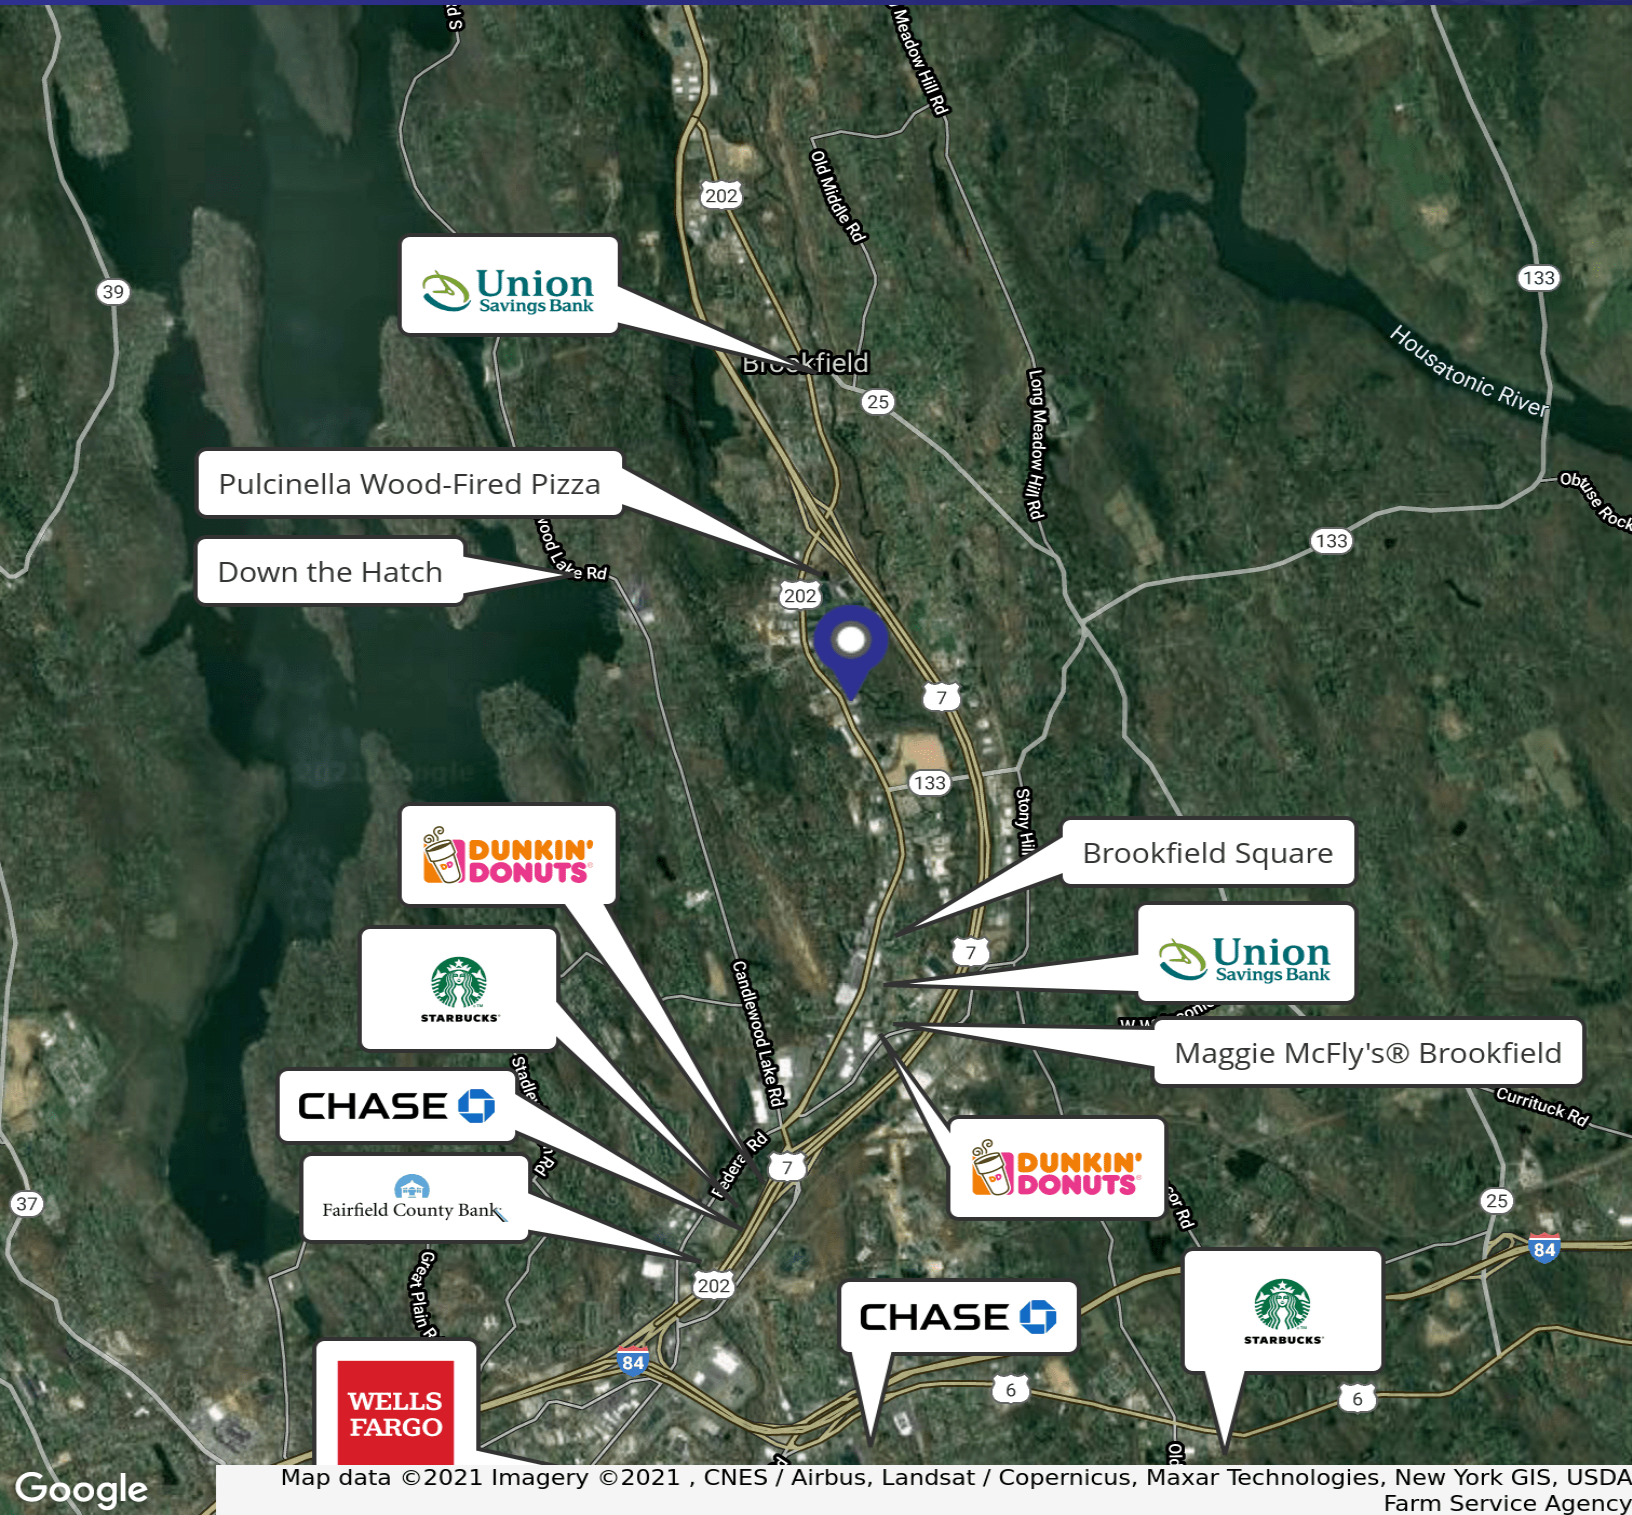 rd S
Meadow Hill Rd
202
Old Middle Rd
39
133
Union
Savings Bank
Housatonic River
Brookfield
25
Long Meadow Hill Rd
Pulcinella Wood-Fired Pizza
Obtuse Rock
133
wood Lake Rd
Down the Hatch
202
7
133
Stony Hill
DUNKIN'
DONUTS®
Brookfield Square
7
Union
Savings Bank
STARBUCKS
Candlewood Lake Rd
Maggie McFly's® Brookfield
CHASE
Currituck Rd
Federal Rd
7
DUNKIN'
DONUTS®
Fairfield County Bank
37
25
84
Great Plain R
202
CHASE
STARBUCKS
84
6
6
WELLS
FARGO
Old
Google
Map data ©2021 Imagery ©2021 , CNES / Airbus, Landsat / Copernicus, Maxar Technologies, New York GIS, USDA
Farm Service Agency